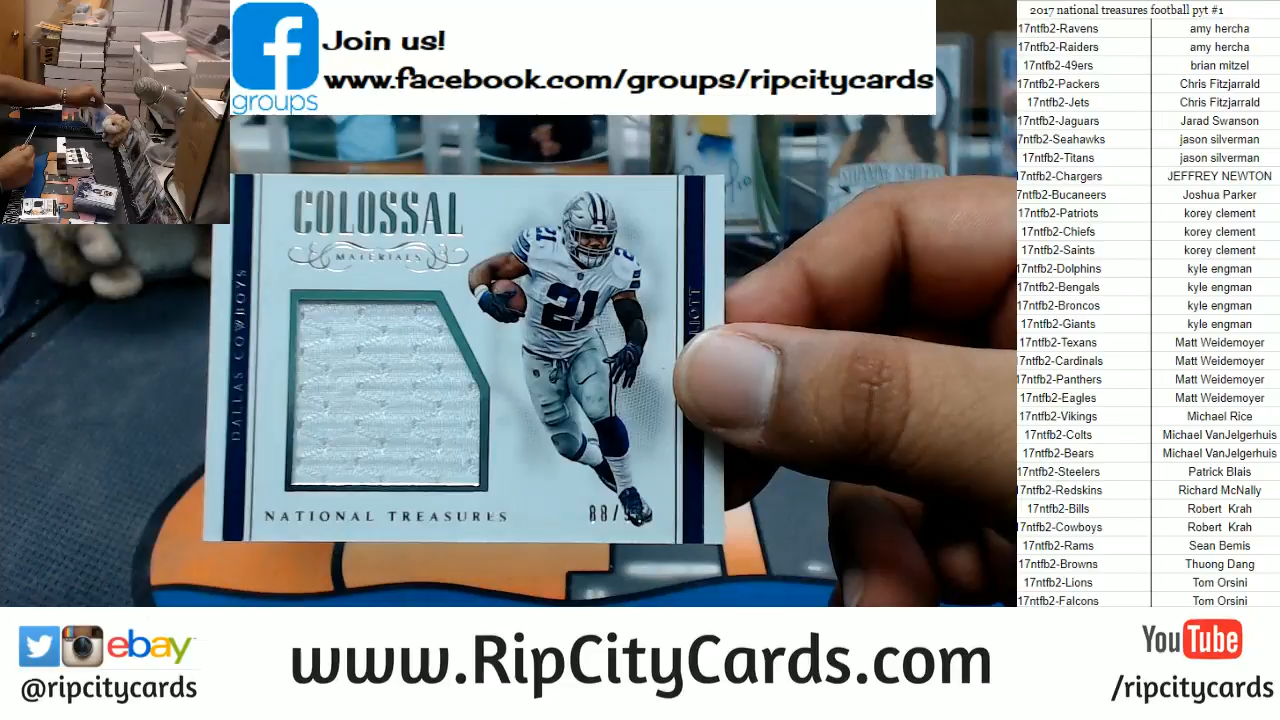 Join us!
www.facebook.com/groups/ripcitycards
groups
COLOSSAL
MATERIALS
DALLAS COWBOYS
21
NATIONAL TREASURES
88/
2017 national treasures football pyt #1
17ntfb2-Ravens amy hercha
17ntfb2-Raiders amy hercha
17ntfb2-49ers brian mitzel
17ntfb2-Packers Chris Fitzjarrald
17ntfb2-Jets Chris Fitzjarrald
17ntfb2-Jaguars Jarad Swanson
17ntfb2-Seahawks jason silverman
17ntfb2-Titans jason silverman
17ntfb2-Chargers JEFFREY NEWTON
17ntfb2-Bucaneers Joshua Parker
17ntfb2-Patriots korey clement
17ntfb2-Chiefs korey clement
17ntfb2-Saints korey clement
17ntfb2-Dolphins kyle engman
17ntfb2-Bengals kyle engman
17ntfb2-Broncos kyle engman
17ntfb2-Giants kyle engman
17ntfb2-Texans Matt Weidemoyer
17ntfb2-Cardinals Matt Weidemoyer
17ntfb2-Panthers Matt Weidemoyer
17ntfb2-Eagles Matt Weidemoyer
17ntfb2-Vikings Michael Rice
17ntfb2-Colts Michael VanJelgerhuis
17ntfb2-Bears Michael VanJelgerhuis
17ntfb2-Steelers Patrick Blais
17ntfb2-Redskins Richard McNally
17ntfb2-Bills Robert Krah
17ntfb2-Cowboys Robert Krah
17ntfb2-Rams Sean Bemis
17ntfb2-Browns Thuong Dang
17ntfb2-Lions Tom Orsini
17ntfb2-Falcons Tom Orsini
ebay
@ripcitycards
www.RipCityCards.com
YouTube
/ripcitycards